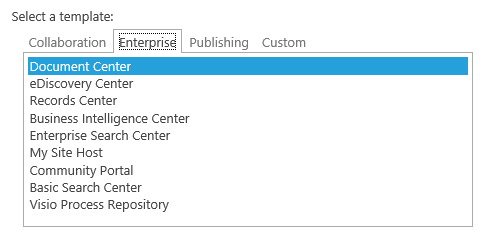 Select a template:
Collaboration Enterprise Publishing Custom
Document Center
eDiscovery Center
Records Center
Business Intelligence Center
Enterprise Search Center
My Site Host
Community Portal
Basic Search Center
Visio Process Repository